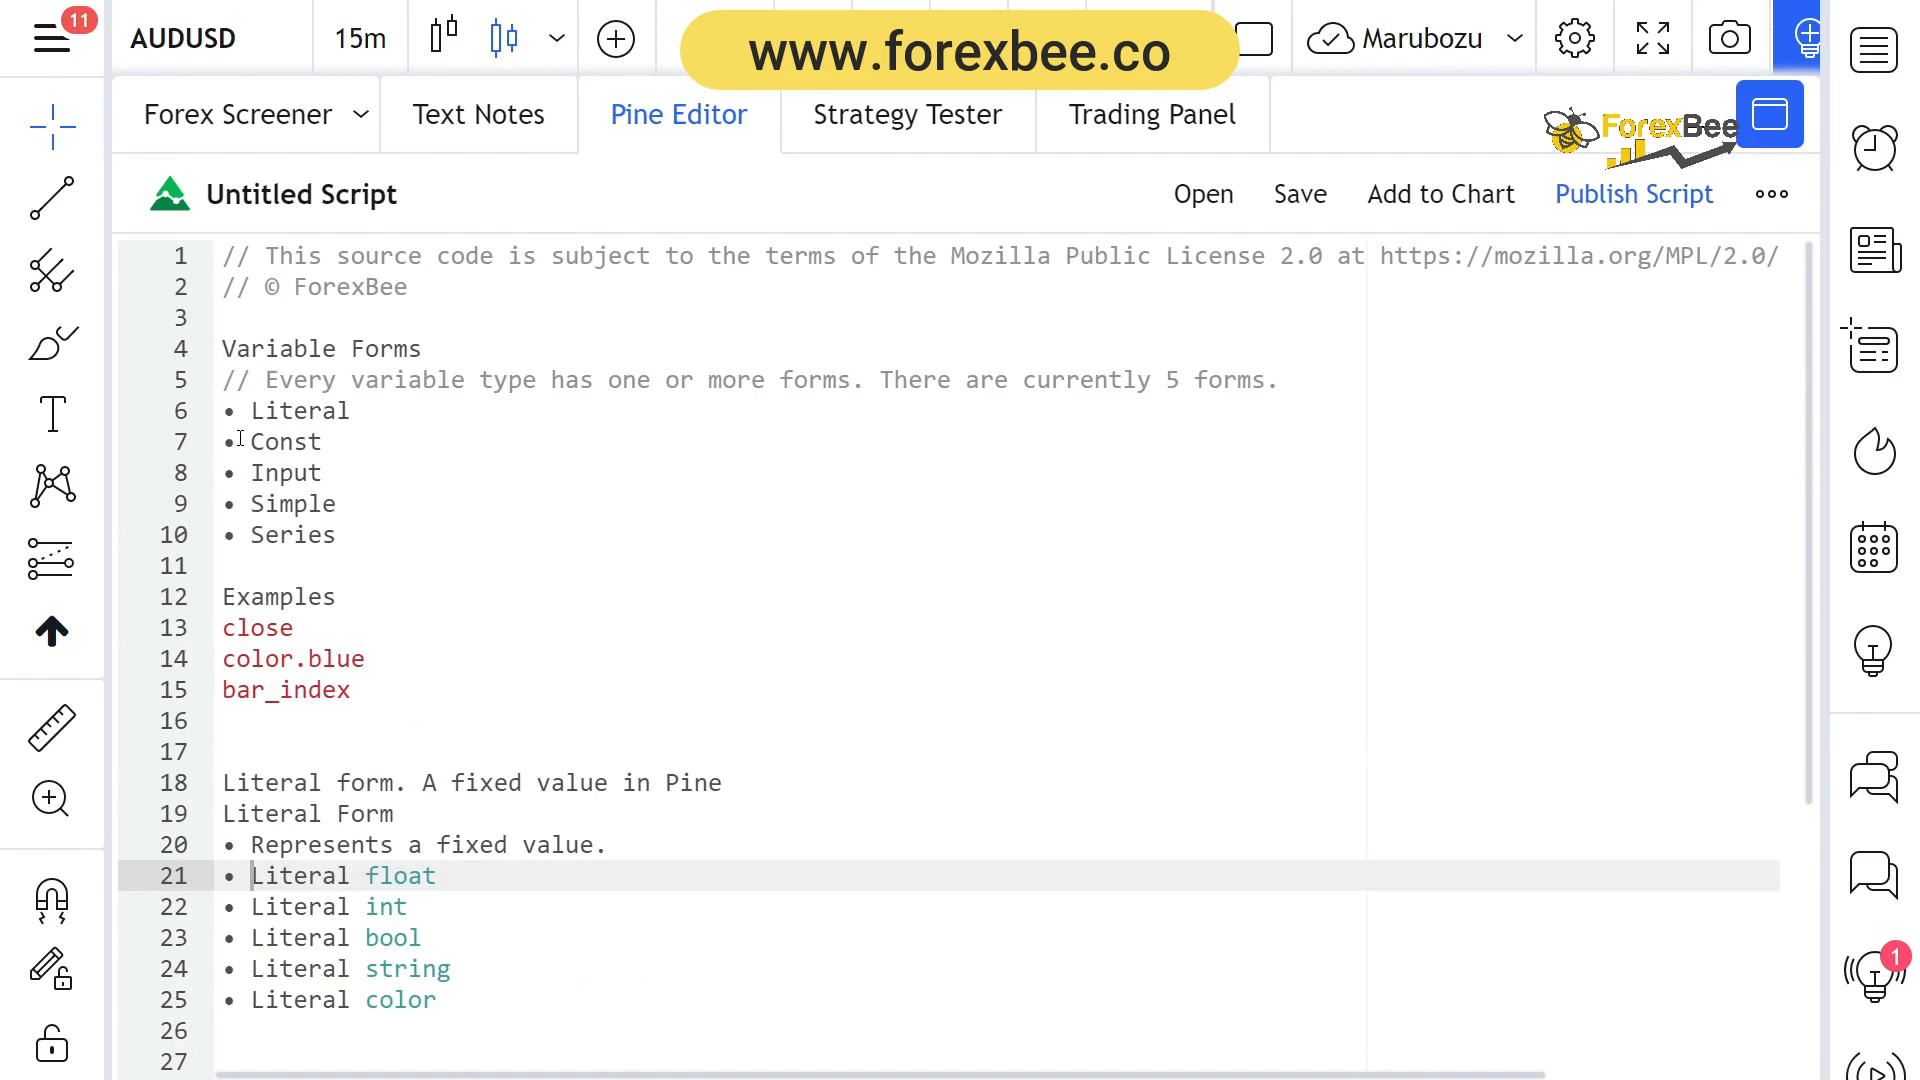 11
AUDUSD
15m
www.forexbee.co
Marubozu
Forex Screener
Text Notes
Pine Editor
Strategy Tester
Trading Panel
ForexBee
Untitled Script
Open
Save
Add to Chart
Publish Script
1 // This source code is subject to the terms of the Mozilla Public License 2.0 at https://mozilla.org/MPL/2.0/
2 // © ForexBee
3
4 Variable Forms
5 // Every variable type has one or more forms. There are currently 5 forms.
6 • Literal
7 • Const
8 • Input
9 • Simple
10 • Series
11
12 Examples
13 close
14 color.blue
15 bar_index
16
17
18 Literal form. A fixed value in Pine
19 Literal Form
20 • Represents a fixed value.
21 • Literal float
22 • Literal int
23 • Literal bool
24 • Literal string
25 • Literal color
26
27
1